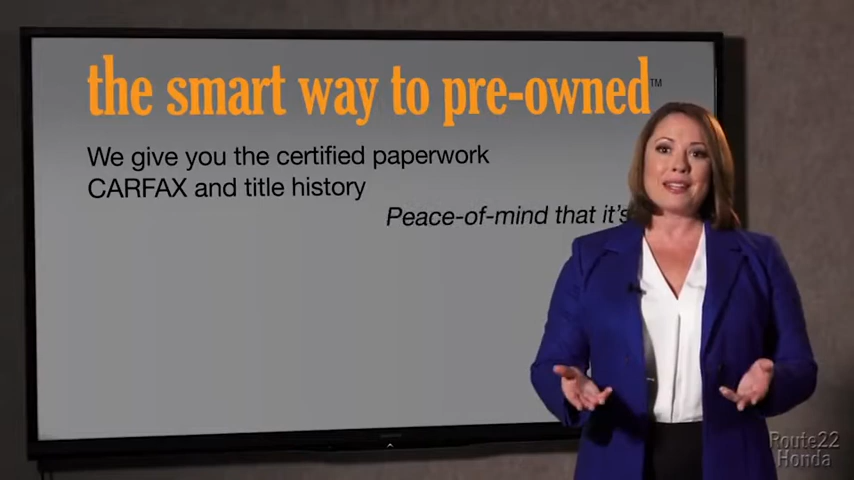 the smart way to pre-owned™
We give you the certified paperwork
CARFAX and title history
Peace-of-mind that it's
Route22
Honda